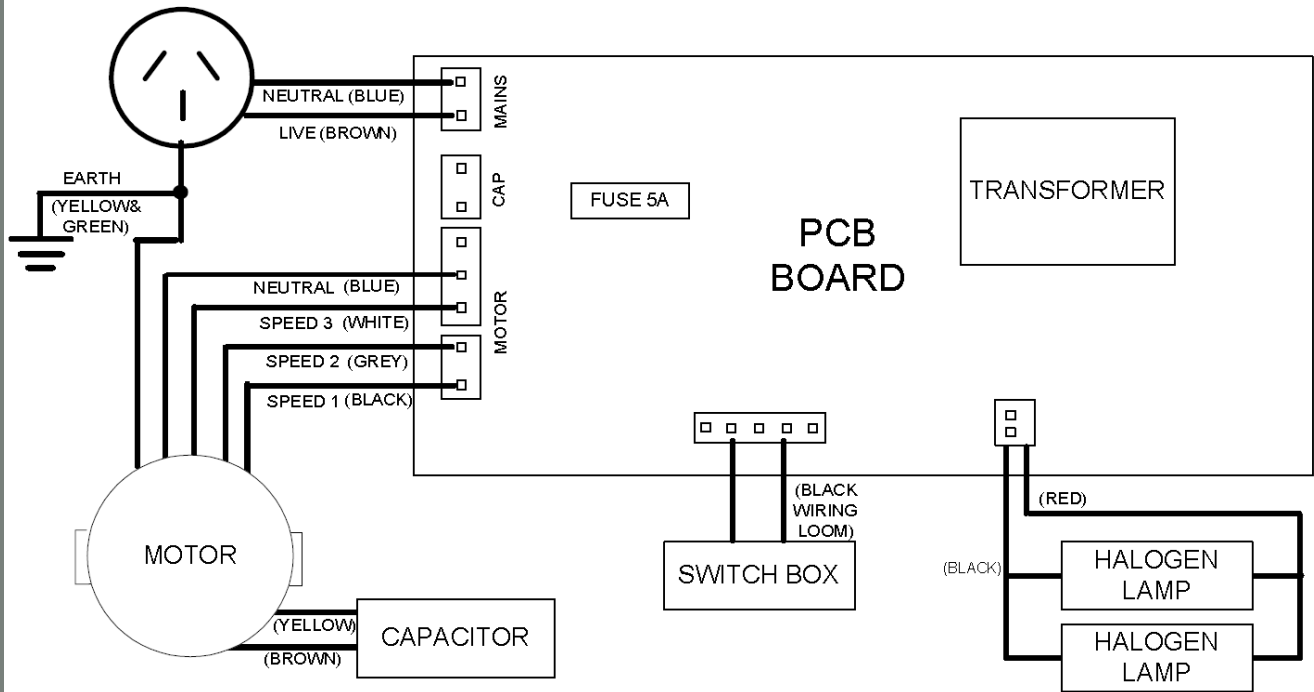 NEUTRAL (BLUE)
LIVE (BROWN)
MAINS
EARTH
(YELLOW&
GREEN)
CAP
FUSE 5A
TRANSFORMER
PCB
BOARD
NEUTRAL (BLUE)
SPEED 3 (WHITE)
SPEED 2 (GREY)
SPEED 1 (BLACK)
MOTOR
(BLACK
WIRING
LOOM)
(RED)
MOTOR
SWITCH BOX
(BLACK)
HALOGEN
LAMP
(YELLOW)
(BROWN)
CAPACITOR
HALOGEN
LAMP